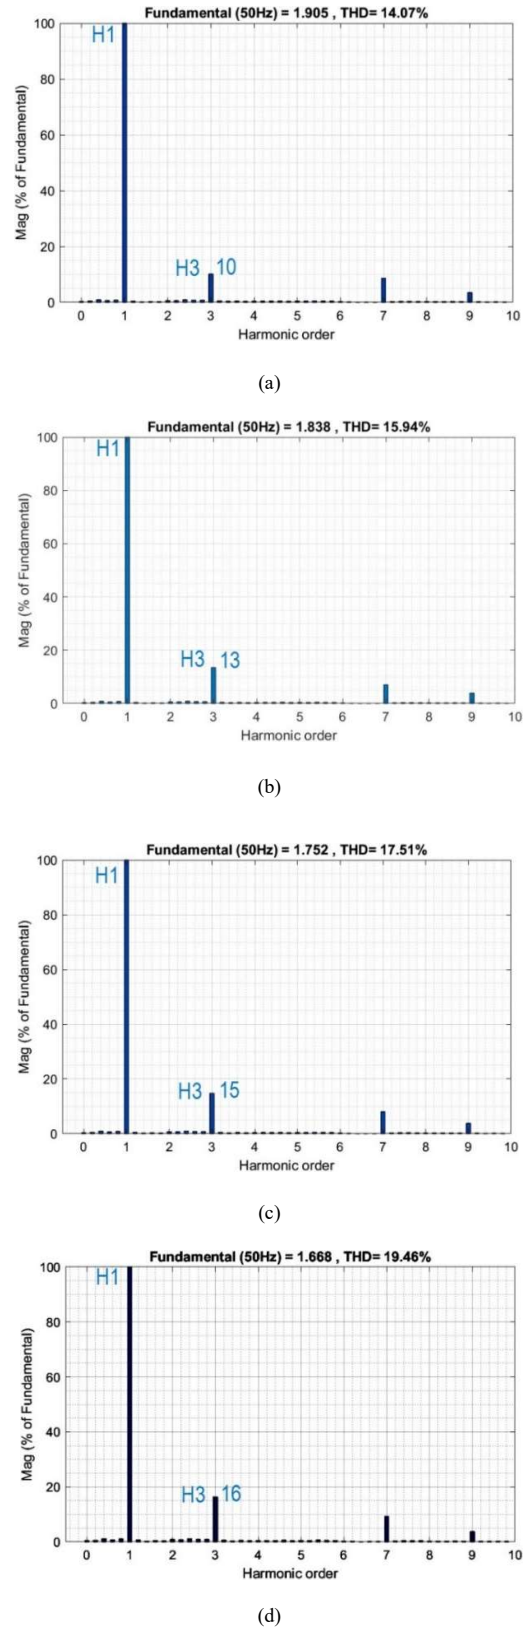 Fundamental (50Hz) = 1.905 , THD= 14.07%
Mag (% of Fundamental)
100
80
60
40
20
0
H1
H3 10
0 1 2 3 4 5 6 7 8 9 10
Harmonic order
(a)
Fundamental (50Hz) = 1.838 , THD= 15.94%
Mag (% of Fundamental)
100
80
60
40
20
0
H1
H3 13
0 1 2 3 4 5 6 7 8 9 10
Harmonic order
(b)
Fundamental (50Hz) = 1.752 , THD= 17.51%
Mag (% of Fundamental)
100
80
60
40
20
0
H1
H3 15
0 1 2 3 4 5 6 7 8 9 10
Harmonic order
(c)
Fundamental (50Hz) = 1.668 , THD= 19.46%
Mag (% of Fundamental)
100
80
60
40
20
0
H1
H3 16
0 1 2 3 4 5 6 7 8 9 10
Harmonic order
(d)